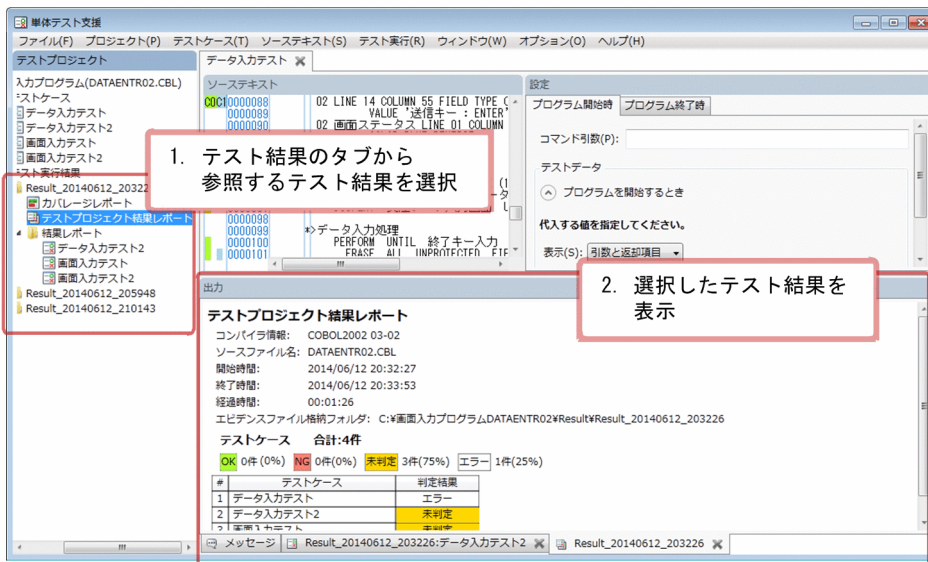 単体テスト支援
ファイル(F) プロジェクト(P) テストケース(T) ソーステキスト(S) テスト実行(R) ウィンドウ(W) オプション(O) ヘルプ(H)
テストプロジェクト
入力プログラム(DATAENTR02.CBL)
ストケース
データ入力テスト
データ入力テスト2
画面入力テスト
画面入力テスト2
スト実行結果
Result_20140612_20322
カバレージレポート
テストプロジェクト結果レポート
結果レポート
データ入力テスト2
画面入力テスト
画面入力テスト2
Result_20140612_205948
Result_20140612_210143
データ入力テスト
ソーステキスト
C0C1 0000088 02 LINE 14 COLUMN 55 FIELD TYPE
0000089 VALUE '送信キー : ENTER'
0000090 02 画面ステータス LINE 01 COLUMN
0000098
0000099 *>データ入力処理
0000100 PERFORM UNTIL 終了キー入力
0000101 ERASE ALL UNPROTECTED
1. テスト結果のタブから
参照するテスト結果を選択
設定
プログラム開始時 プログラム終了時
コマンド引数(P):
テストデータ
プログラムを開始するとき
代入する値を指定してください。
表示(S): 引数と返却項目
2. 選択したテスト結果を
表示
出力
テストプロジェクト結果レポート
コンパイラ情報: COBOL2002 03-02
ソースファイル名: DATAENTR02.CBL
開始時間: 2014/06/12 20:32:27
終了時間: 2014/06/12 20:33:53
経過時間: 00:01:26
エビデンスファイル格納フォルダ: C:¥画面入力プログラムDATAENTR02¥Result¥Result_20140612_203226
テストケース 合計:4件
OK 0件(0%) NG 0件(0%) 未判定 3件(75%) エラー 1件(25%)
# テストケース 判定結果
1 データ入力テスト エラー
2 データ入力テスト2 未判定
3 画面入力テスト 未判定
メッセージ Result_20140612_203226:データ入力テスト2 Result_20140612_203226